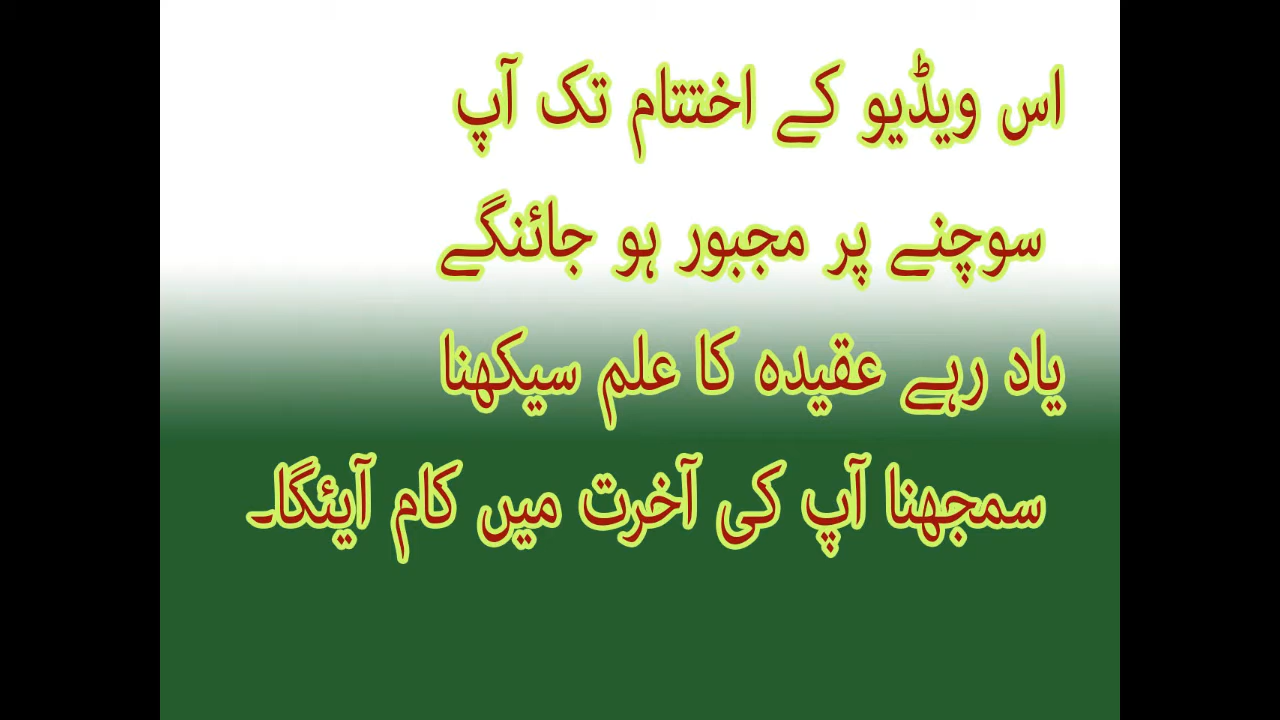 اس ویڈیو کے اختتام تک آپ
سوچنے پر مجبور ہو جائنگے
یاد رہے عقیدہ کا علم سیکھنا
سمجھنا آپ کی آخرت میں کام آیئگا۔